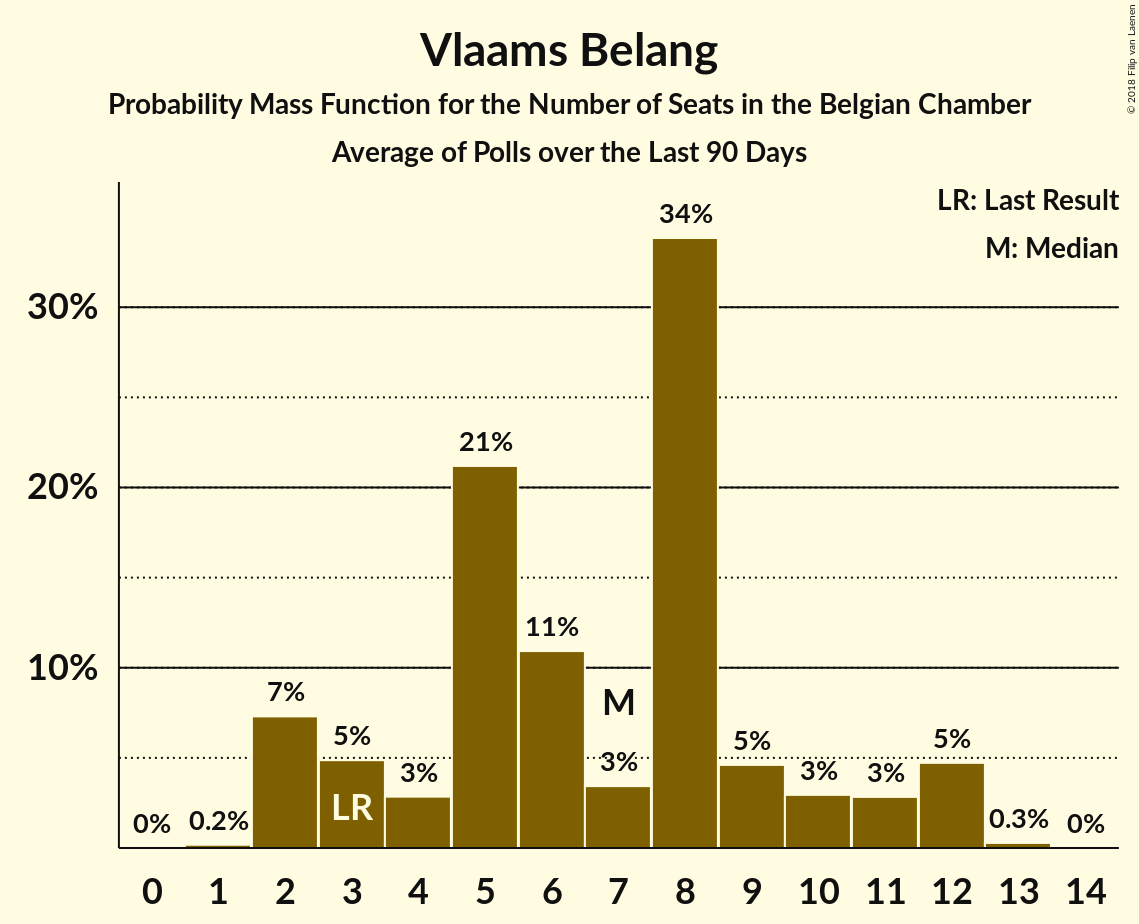 Vlaams Belang
Probability Mass Function for the Number of Seats in the Belgian Chamber
Average of Polls over the Last 90 Days
© 2018 Filip van Laenen
LR: Last Result
M: Median
34%
30%
21%
20%
11%
10%
7%
M
5%
3%
3%
5%
3%
3%
5%
LR
0%
0.2%
0.3%
0%
0 1 2 3 4 5 6 7 8 9 10 11 12 13 14